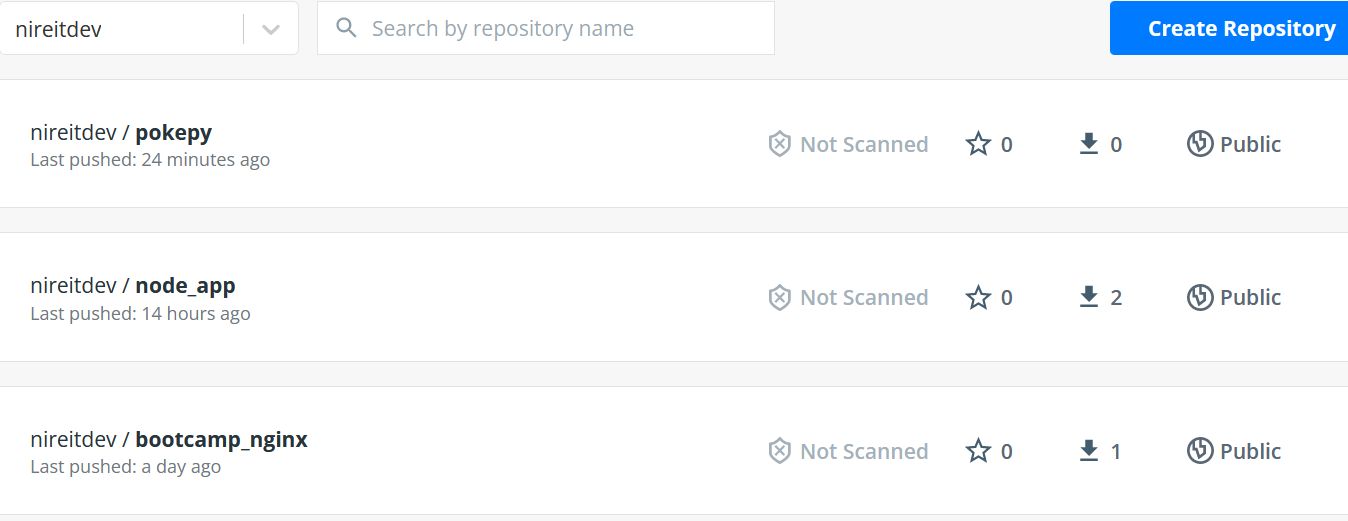 nireitdev
Search by repository name
Create Repository
nireitdev / pokepy
Last pushed: 24 minutes ago
Not Scanned
0
0
Public
nireitdev / node_app
Last pushed: 14 hours ago
Not Scanned
0
2
Public
nireitdev / bootcamp_nginx
Last pushed: a day ago
Not Scanned
0
1
Public